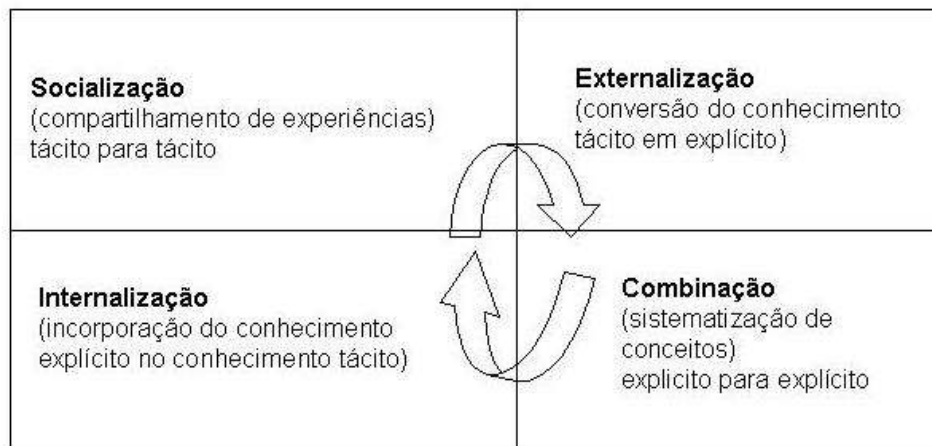 Socialização
(compartilhamento de experiências)
tácito para tácito
Externalização
(conversão do conhecimento
tácito em explícito)
Internalização
(incorporação do conhecimento
explícito no conhecimento tácito)
Combinação
(sistematização de
conceitos)
explicito para explícito